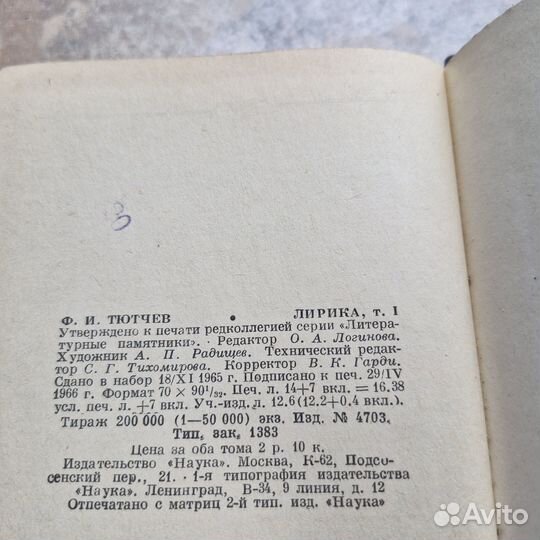 3
Ф. И. ТЮТЧЕВ • ЛИРИКА, т. I
Утверждено к печати редколлегией серии «Литера-
турные памятники». Редактор О. А. Логинова.
Художник А. П. Радищев. Технический редак-
тор С. Г. Тихомирова. Корректор В. К. Гарди.
Сдано в набор 18/XI 1965 г. Подписано к печ. 29/IV
1966 г. Формат 70 × 90¹/₃₂. Печ. л. 14+7 вкл. = 16.38
усл. печ. л. +7 вкл. Уч.-изд. л. 12.6 (12.2+0.4 вкл.).
Тираж 200 000 (1—50 000) экз. Изд. № 4703.
Тип. зак. 1383
Цена за оба тома 2 р. 10 к.
Издательство «Наука». Москва, К-62, Подсо-
сенский пер., 21. · 1-я типография издательства
«Наука». Ленинград, В-34, 9 линия, д. 12
Отпечатано с матриц 2-й тип. изд. «Наука»
Avito